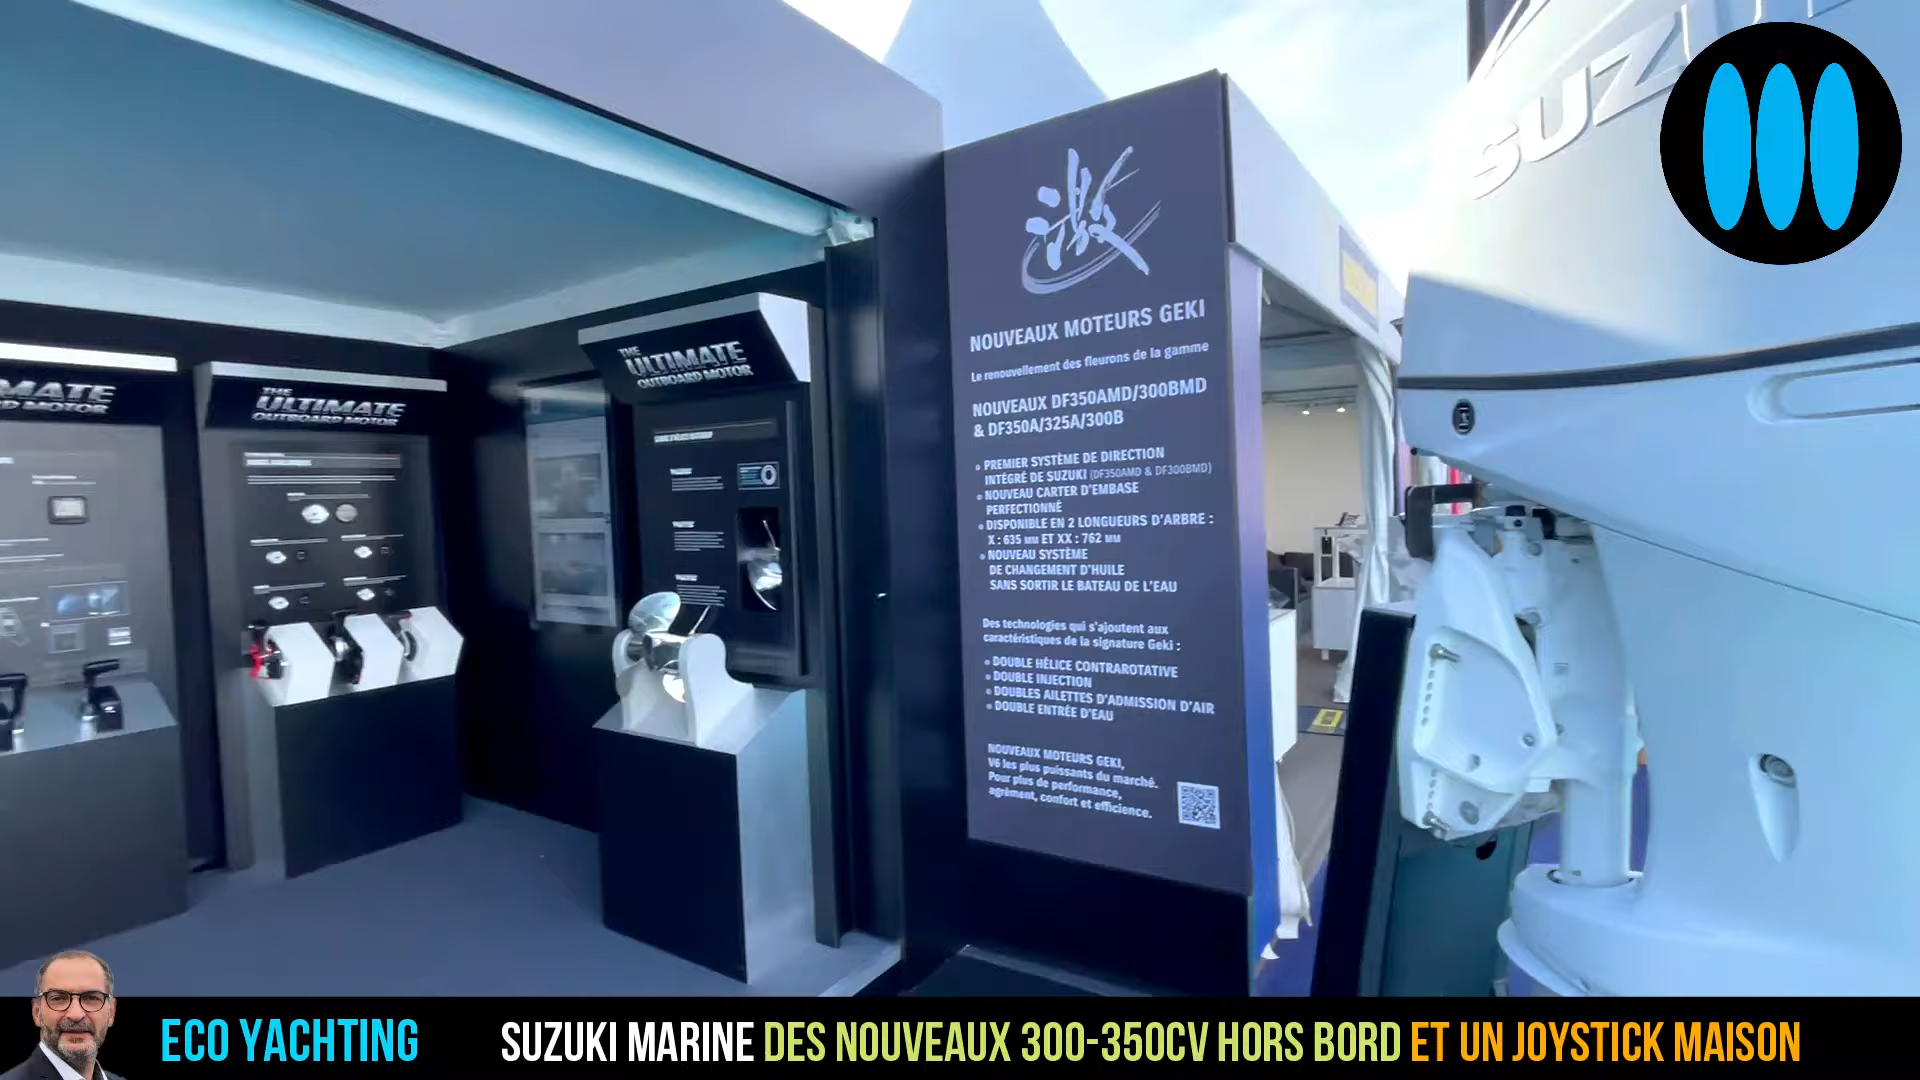 SUZU
激
NOUVEAUX MOTEURS GEKI
Le renouvellement des fleurons de la gamme
NOUVEAUX DF350AMD/300BMD
& DF350A/325A/300B
• PREMIER SYSTÈME DE DIRECTION
INTÉGRÉ DE SUZUKI (DF350AMD & DF300BMD)
• NOUVEAU CARTER D'EMBASE
PERFECTIONNÉ
• DISPONIBLE EN 2 LONGUEURS D'ARBRE :
X : 635 MM ET XX : 762 MM
• NOUVEAU SYSTÈME
DE CHANGEMENT D'HUILE
SANS SORTIR LE BATEAU DE L'EAU
Des technologies qui s'ajoutent aux
caractéristiques de la signature Geki :
• DOUBLE HÉLICE CONTRAROTATIVE
• DOUBLE INJECTION
• DOUBLES AILETTES D'ADMISSION D'AIR
• DOUBLE ENTRÉE D'EAU
NOUVEAUX MOTEURS GEKI,
V6 les plus puissants du marché.
Pour plus de performance,
agrément, confort et efficience.
THE
ULTIMATE
OUTBOARD MOTOR
THE
ULTIMATE
OUTBOARD MOTOR
MATE
RD MOTOR
ECO YACHTING
SUZUKI MARINE DES NOUVEAUX 300-350CV HORS BORD ET UN JOYSTICK MAISON